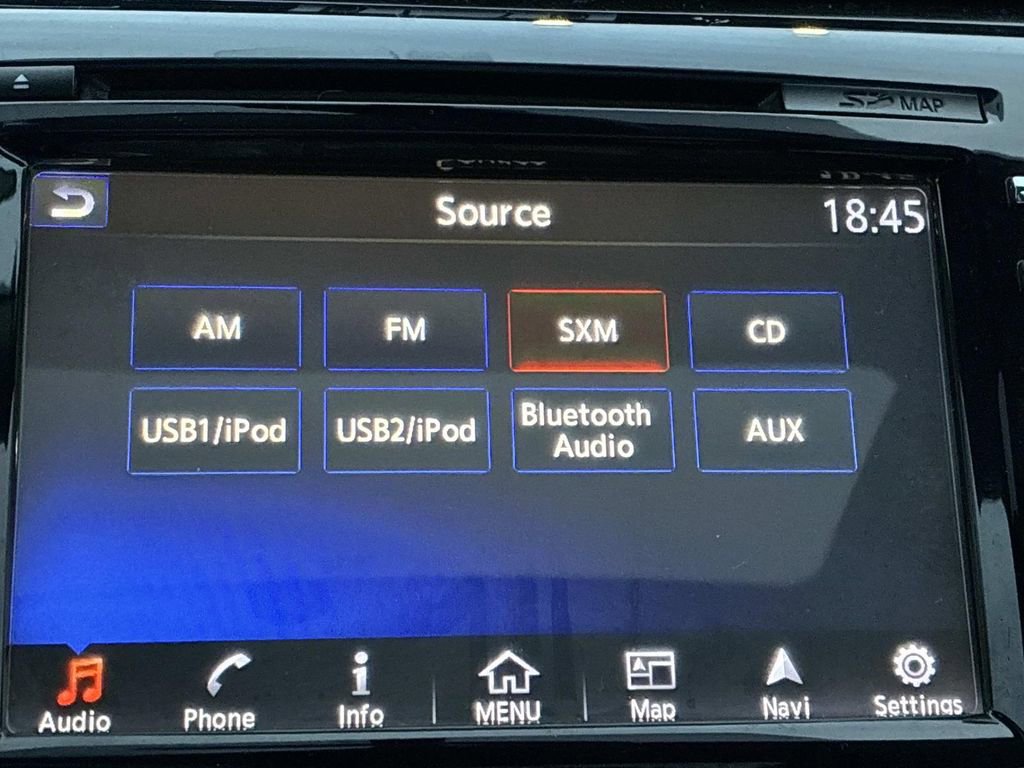 MAP
Source
18:45
AM
FM
SXM
CD
USB1/iPod
USB2/iPod
Bluetooth
Audio
AUX
Audio
Phone
Info
MENU
Map
Navi
Settings